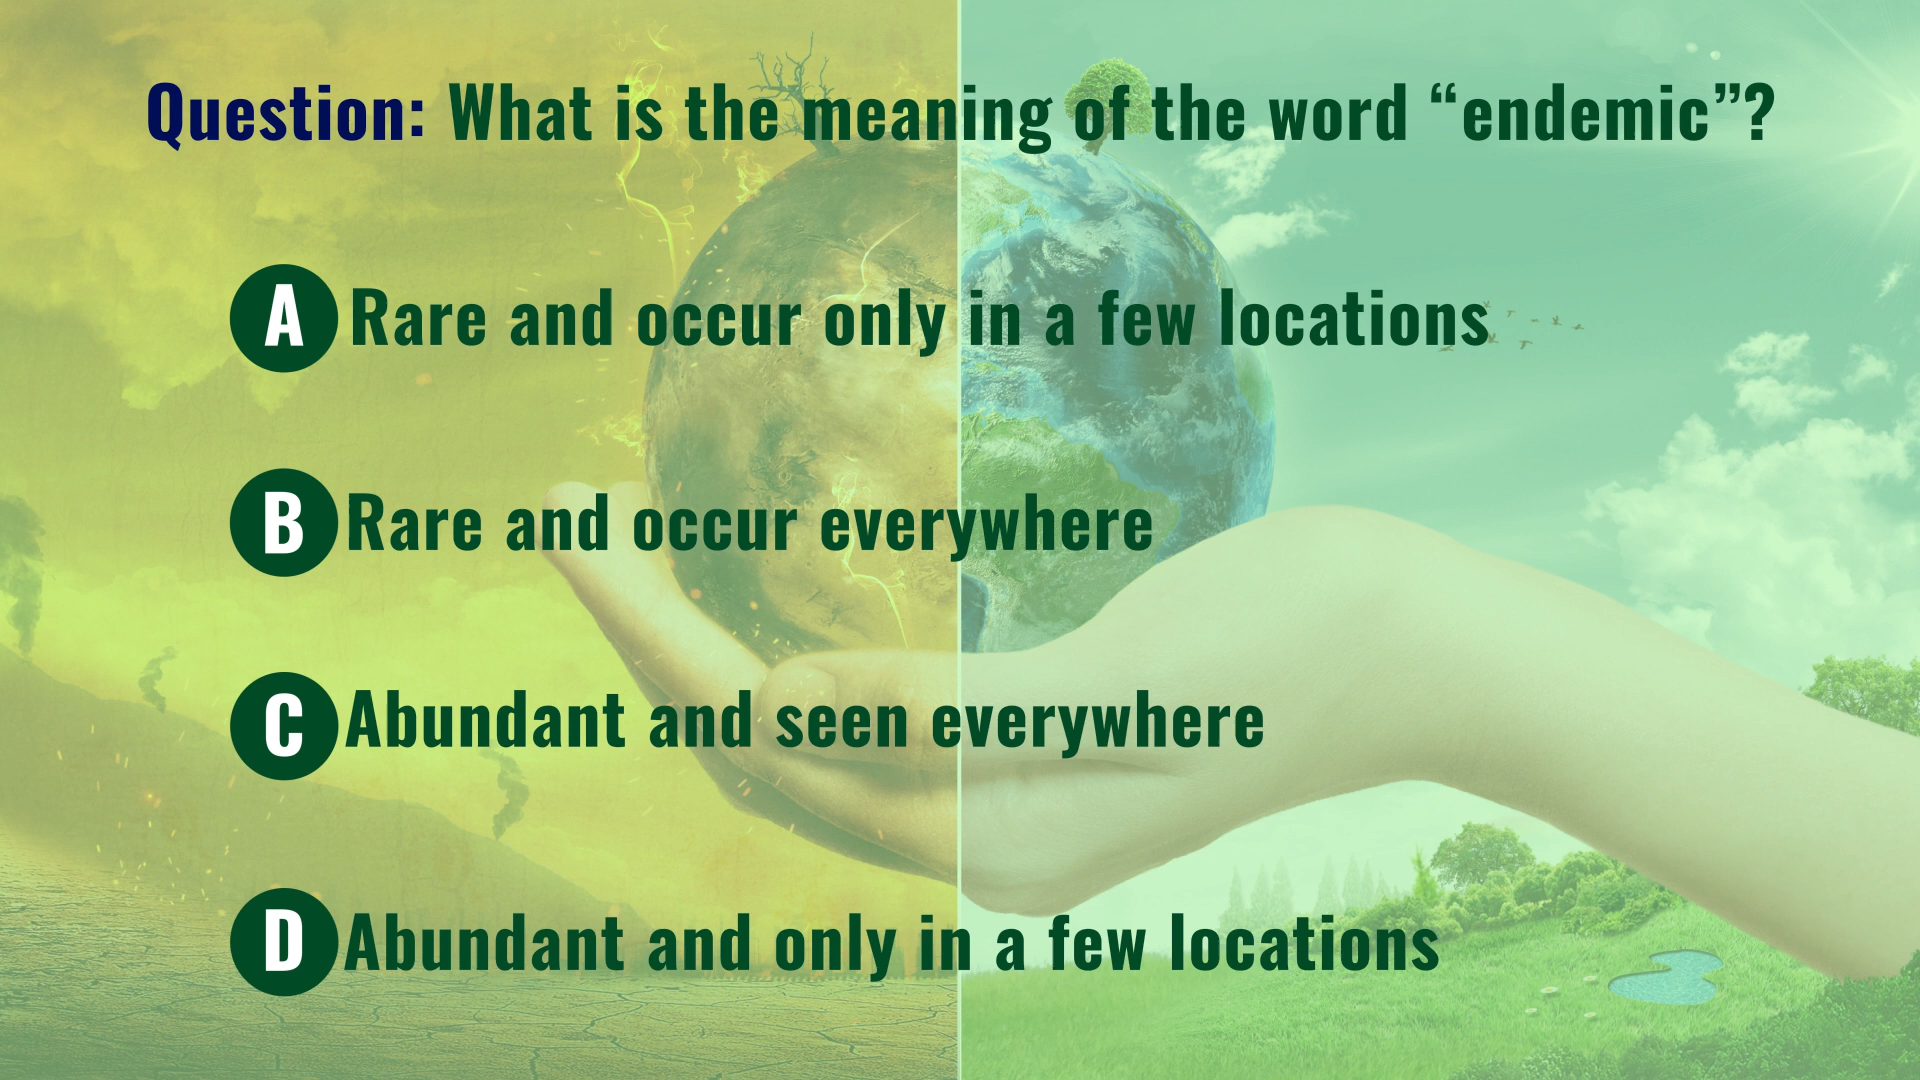 Question: What is the meaning of the word “endemic”?
A Rare and occur only in a few locations
B Rare and occur everywhere
C Abundant and seen everywhere
D Abundant and only in a few locations